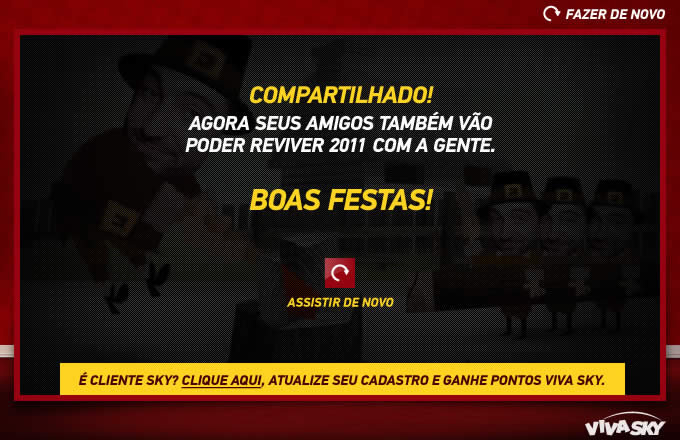 FAZER DE NOVO
COMPARTILHADO!
AGORA SEUS AMIGOS TAMBÉM VÃO
PODER REVIVER 2011 COM A GENTE.
BOAS FESTAS!
ASSISTIR DE NOVO
É CLIENTE SKY? CLIQUE AQUI, ATUALIZE SEU CADASTRO E GANHE PONTOS VIVA SKY.
VIVA SKY